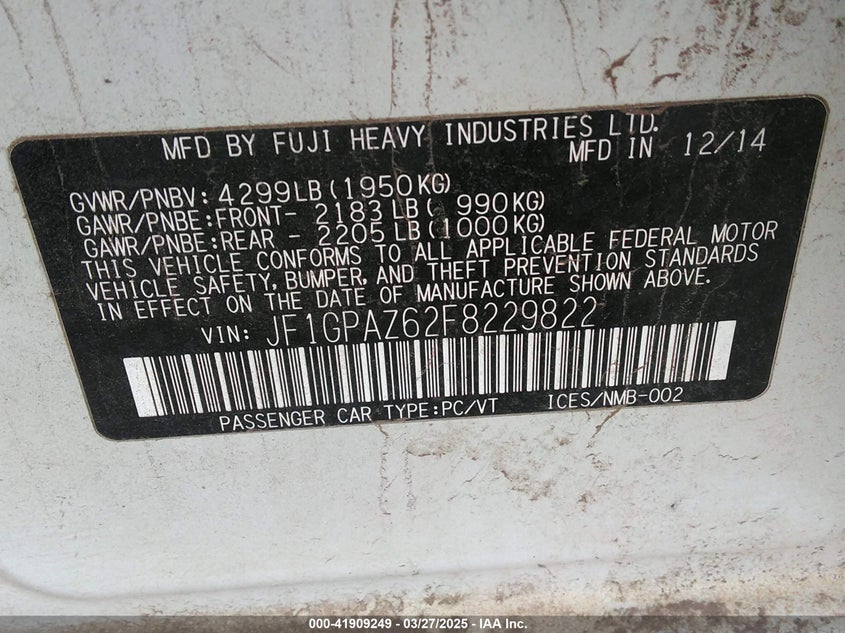 MFD BY FUJI HEAVY INDUSTRIES LTD.
MFD IN 12/14
GVWR/PNBV: 4299LB(1950KG)
GAWR/PNBE:FRONT- 2183LB( 990KG)
GAWR/PNBE:REAR - 2205LB(1000KG)
THIS VEHICLE CONFORMS TO ALL APPLICABLE FEDERAL MOTOR
VEHICLE SAFETY, BUMPER, AND THEFT PREVENTION STANDARDS
IN EFFECT ON THE DATE OF MANUFACTURE SHOWN ABOVE.
VIN: JF1GPAZ62F8229822
PASSENGER CAR TYPE:PC/VT ICES/NMB-002
000-41909249 - 03/27/2025 - IAA Inc.